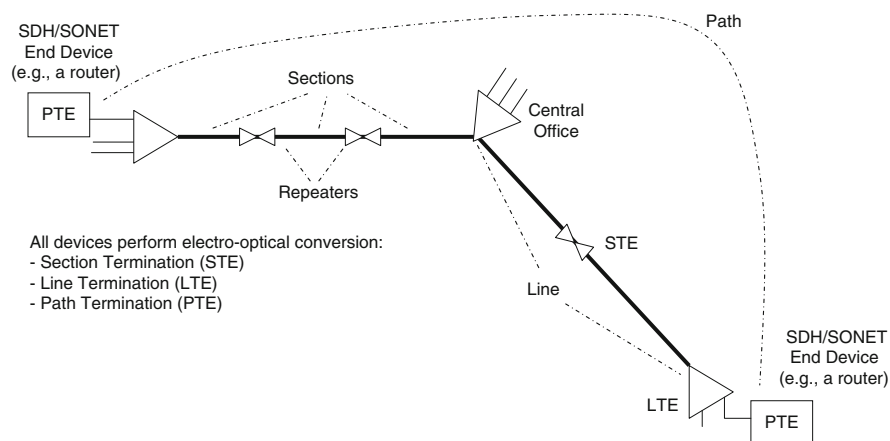 Path
SDH/SONET
End Device
(e.g., a router)
PTE
Sections
Central
Office
Repeaters
All devices perform electro-optical conversion:
- Section Termination (STE)
- Line Termination (LTE)
- Path Termination (PTE)
STE
Line
SDH/SONET
End Device
(e.g., a router)
LTE
PTE